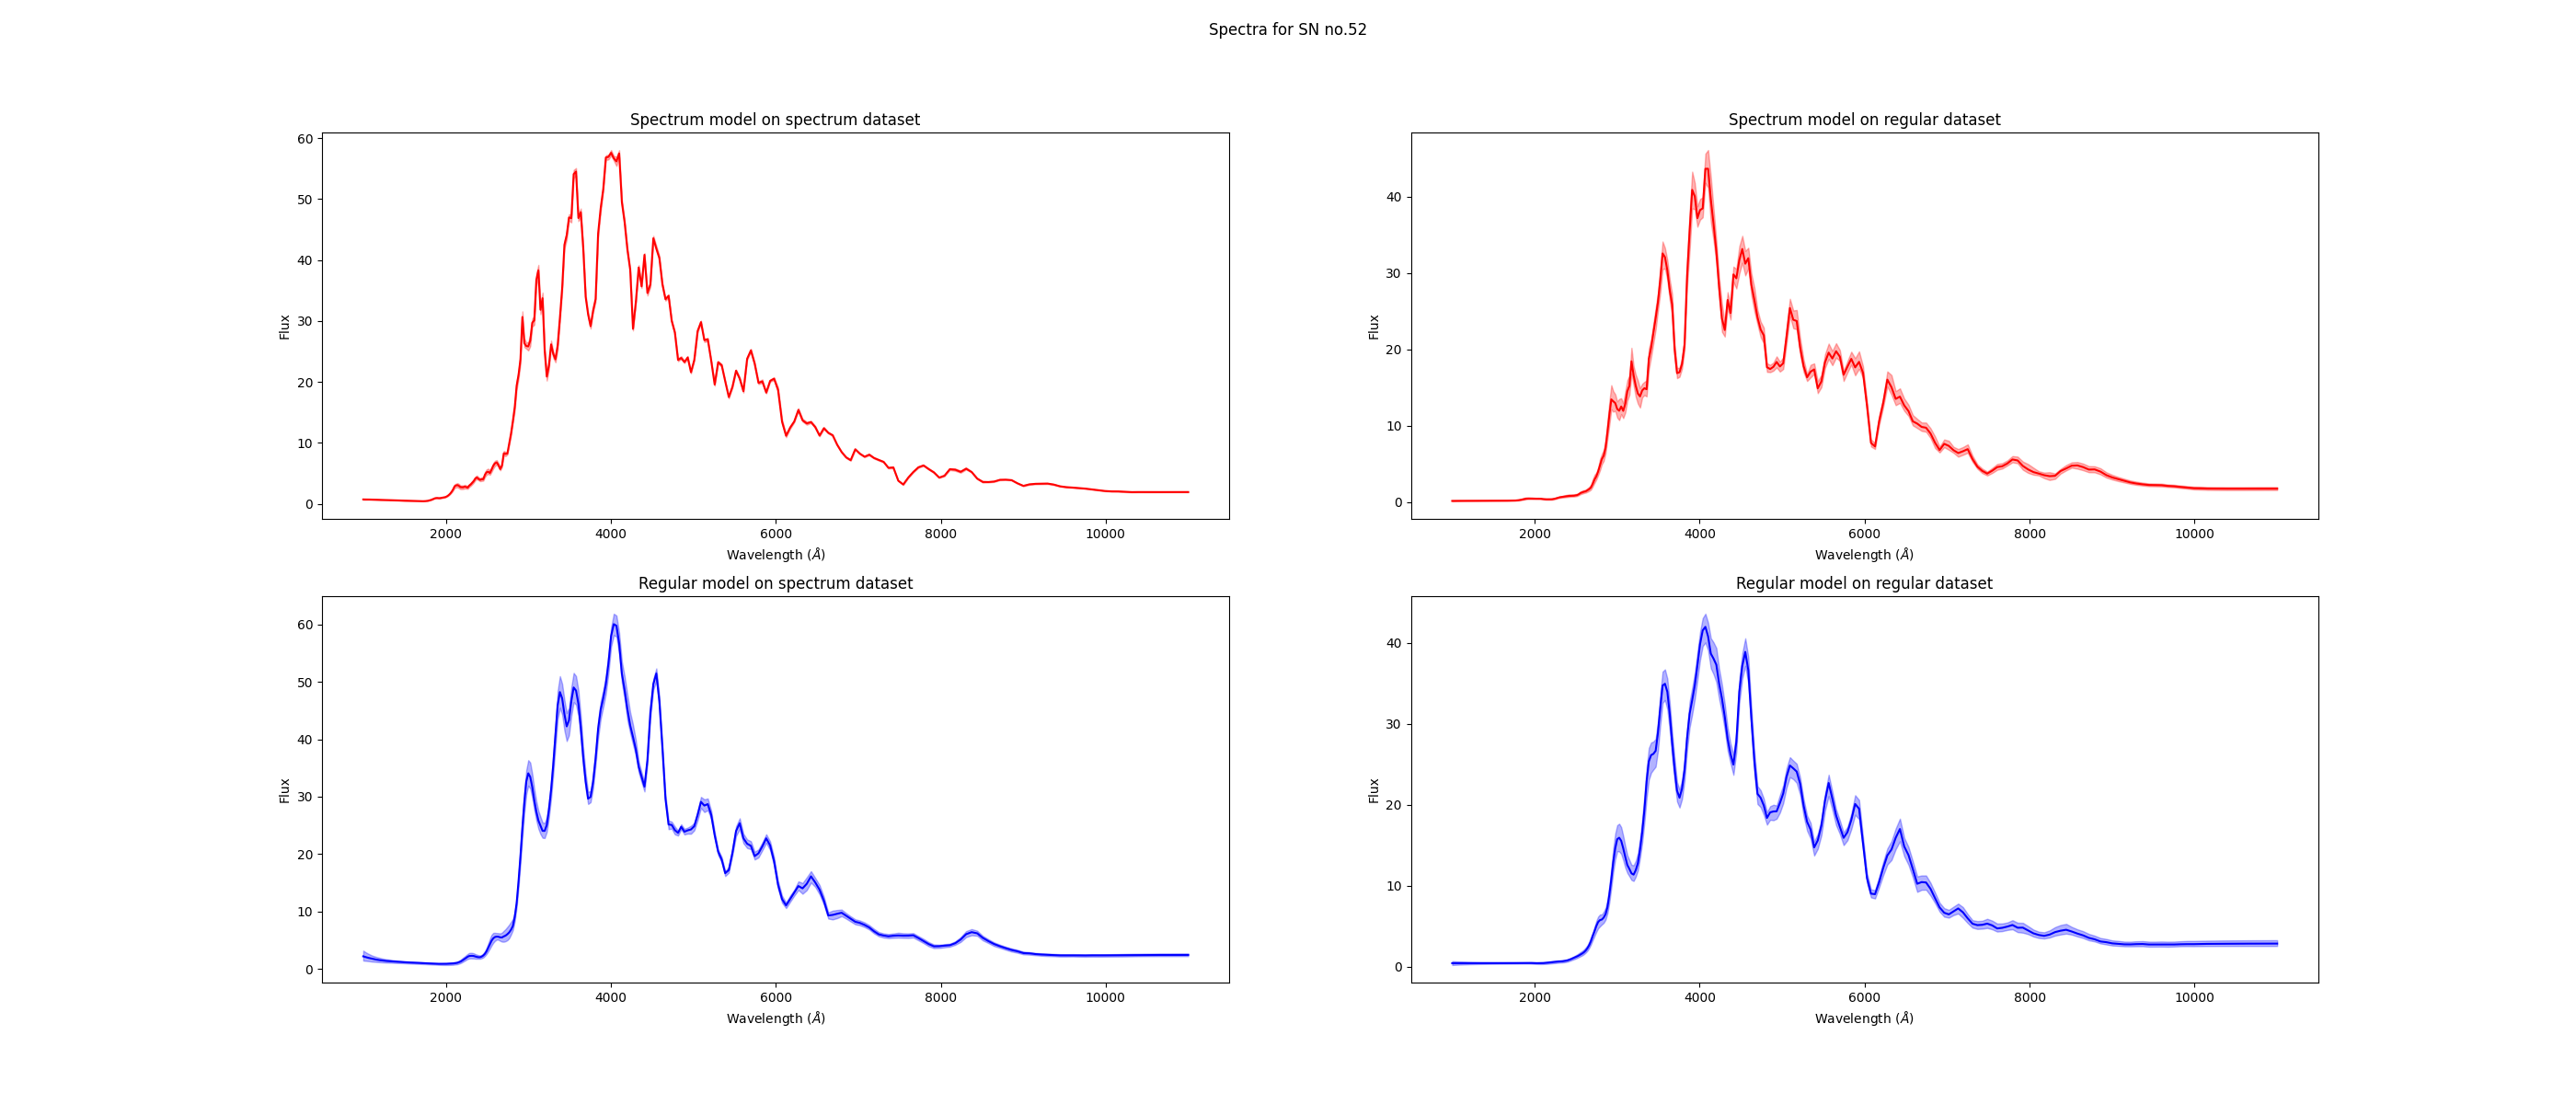 Spectra for SN no.52
Spectrum model on spectrum dataset
60
50
40
30
20
10
0
Flux
2000 4000 6000 8000 10000
Wavelength (Å)
Spectrum model on regular dataset
40
30
20
10
0
Flux
2000 4000 6000 8000 10000
Wavelength (Å)
Regular model on spectrum dataset
60
50
40
30
20
10
0
Flux
2000 4000 6000 8000 10000
Wavelength (Å)
Regular model on regular dataset
40
30
20
10
0
Flux
2000 4000 6000 8000 10000
Wavelength (Å)